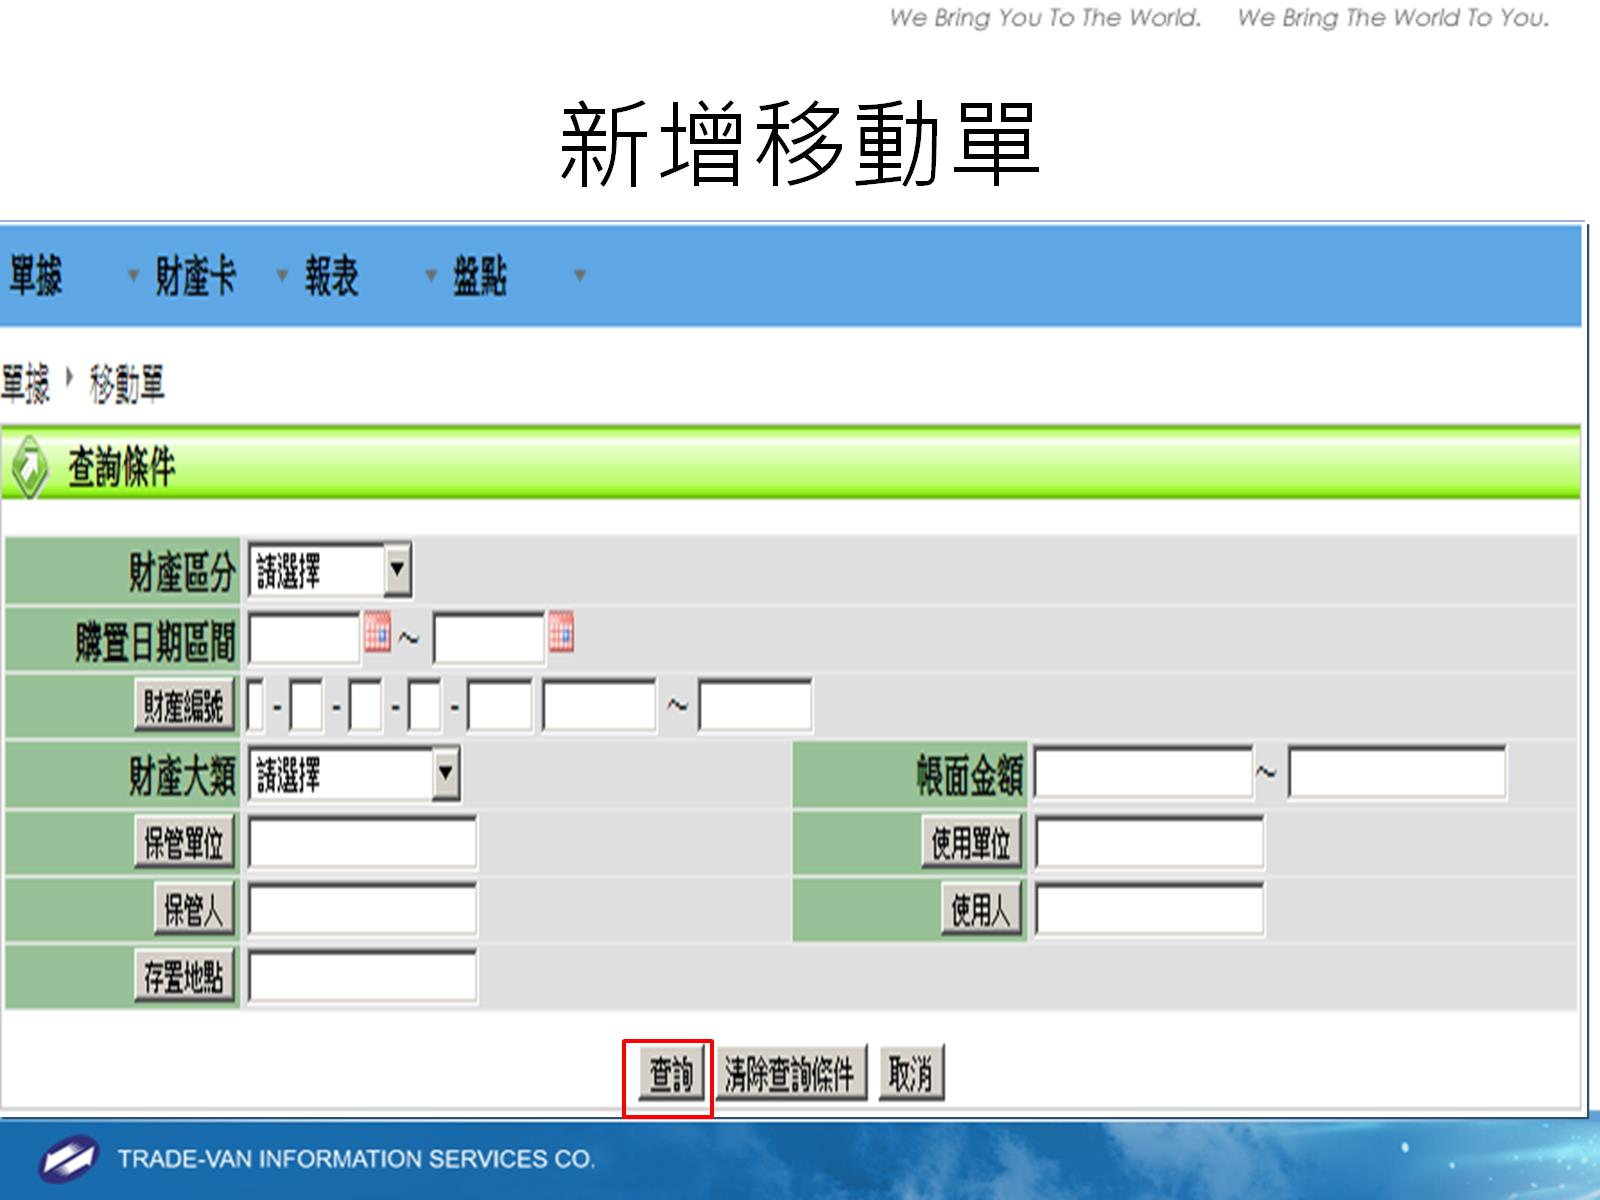 We Bring You To The World. We Bring The World To You.
新增移動單
單據 財產卡 報表 盤點
單據 移動單
查詢條件
財產區分 請選擇
購置日期區間 ～
財產編號 - - - - ～
財產大類 請選擇 帳面金額 ～
保管單位 使用單位
保管人 使用人
存置地點
查詢 清除查詢條件 取消
TRADE-VAN INFORMATION SERVICES CO.